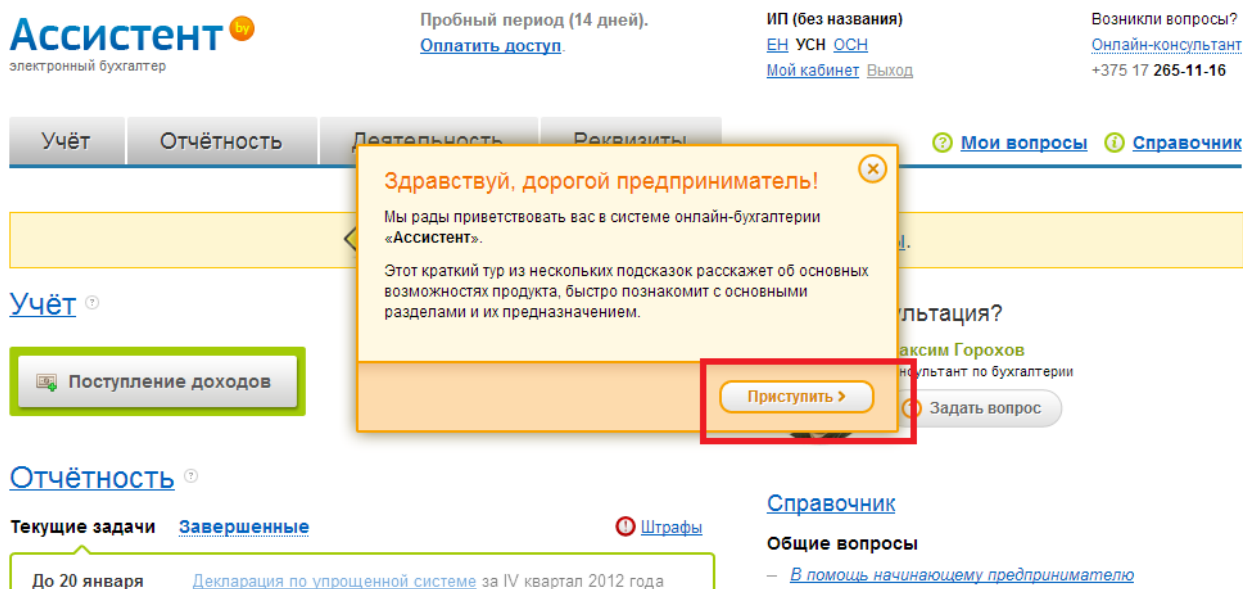 Ассистент by
электронный бухгалтер
Пробный период (14 дней).
Оплатить доступ.
ИП (без названия)
ЕН УСН ОСН
Мой кабинет Выход
Возникли вопросы?
Онлайн-консультант
+375 17 265-11-16
Учёт Отчётность Деятельность Реквизиты
Мои вопросы Справочник
Здравствуй, дорогой предприниматель!
Мы рады приветствовать вас в системе онлайн-бухгалтерии
«Ассистент».
Этот краткий тур из нескольких подсказок расскажет об основных
возможностях продукта, быстро познакомит с основными
разделами и их предназначением.
Приступить >
Учёт ?
Поступление доходов
льтация?
аксим Горохов
нсультант по бухгалтерии
Задать вопрос
Отчётность ?
Текущие задачи Завершенные Штрафы
До 20 января Декларация по упрощенной системе за IV квартал 2012 года
Справочник
Общие вопросы
– В помощь начинающему предпринимателю